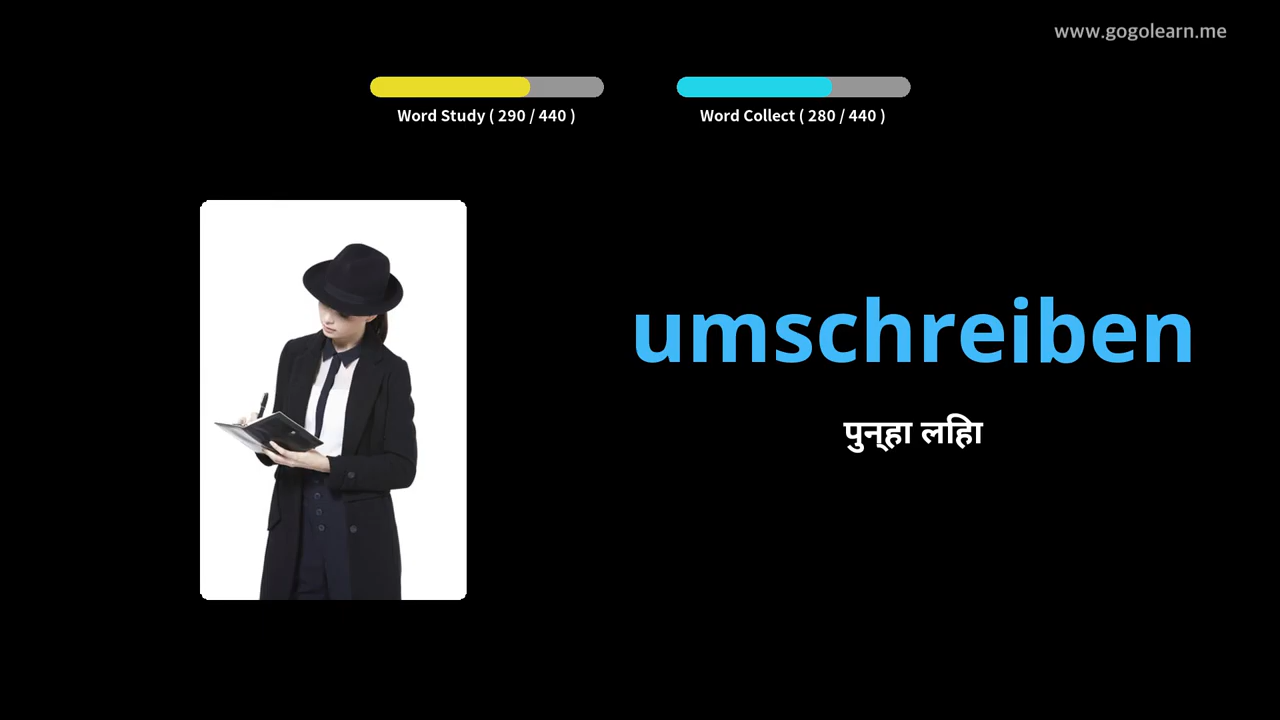 www.gogolearn.me
Word Study ( 290 / 440 )
Word Collect ( 280 / 440 )
umschreiben
पुन्हा लिहा